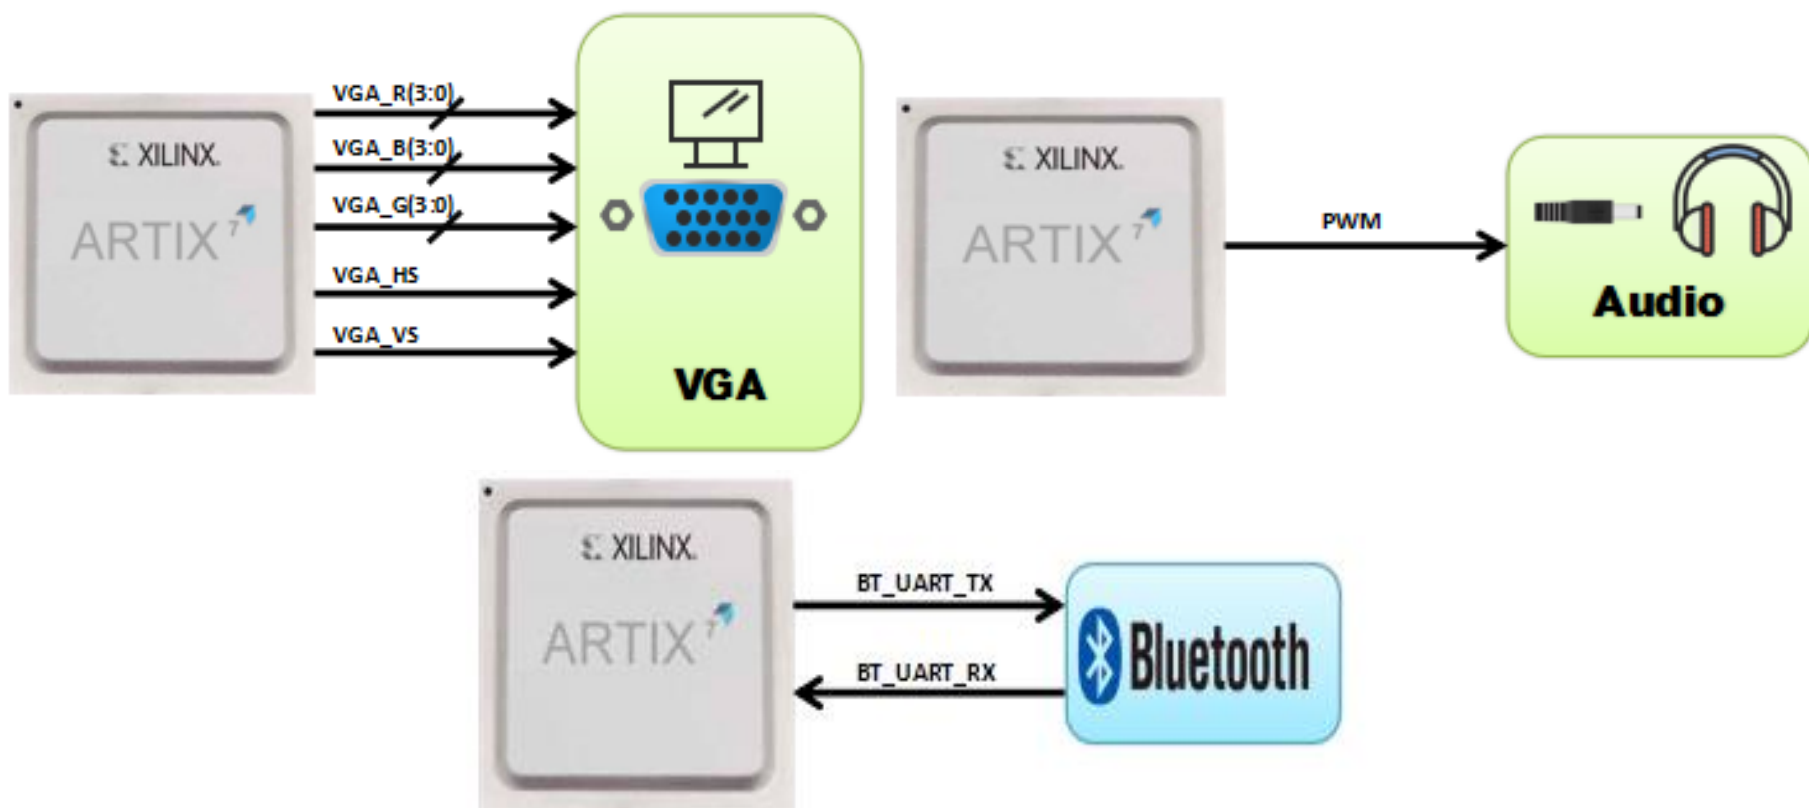 VGA_R(3:0)
VGA_B(3:0)
VGA_G(3:0)
VGA_HS
VGA_VS
XILINX.
ARTIX 7
VGA
XILINX.
ARTIX 7
PWM
Audio
XILINX.
ARTIX 7
BT_UART_TX
BT_UART_RX
Bluetooth